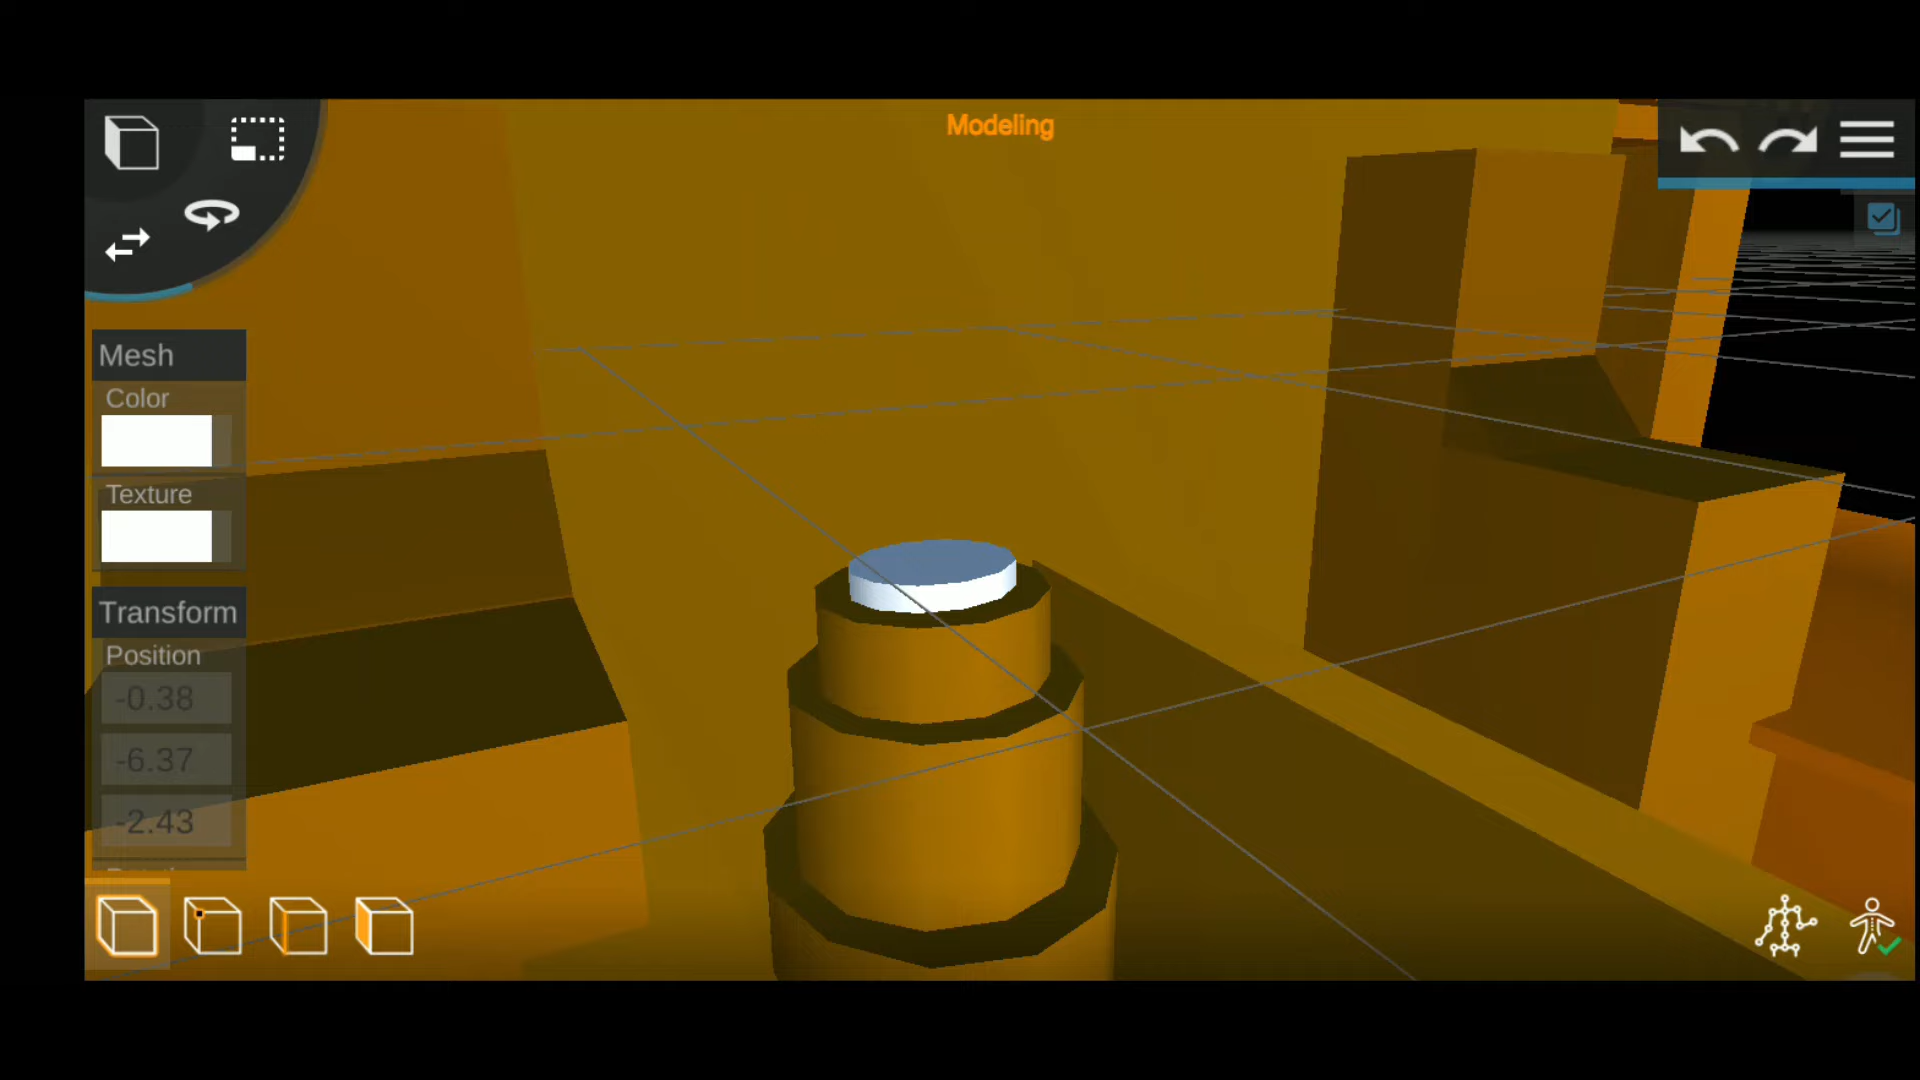 Modeling
Mesh
Color
Texture
Transform
Position
-0.38
-6.37
-2.43